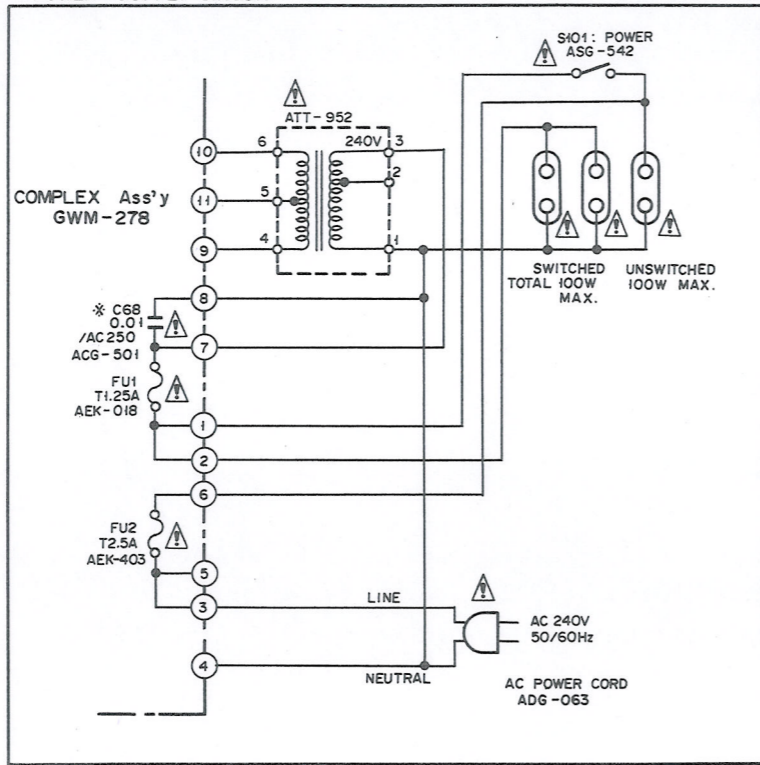 S101: POWER
ASG-542
ATT-952
10
6
240V
3
2
COMPLEX Ass'y
GWM-278
11
5
9
4
1
8
SWITCHED
TOTAL 100W
MAX.
UNSWITCHED
100W MAX.
※ C68
0.01
/AC250
ACG-501
7
FU1
T1.25A
AEK-018
1
2
6
FU2
T2.5A
AEK-403
5
3
LINE
AC 240V
50/60Hz
4
NEUTRAL
AC POWER CORD
ADG-063